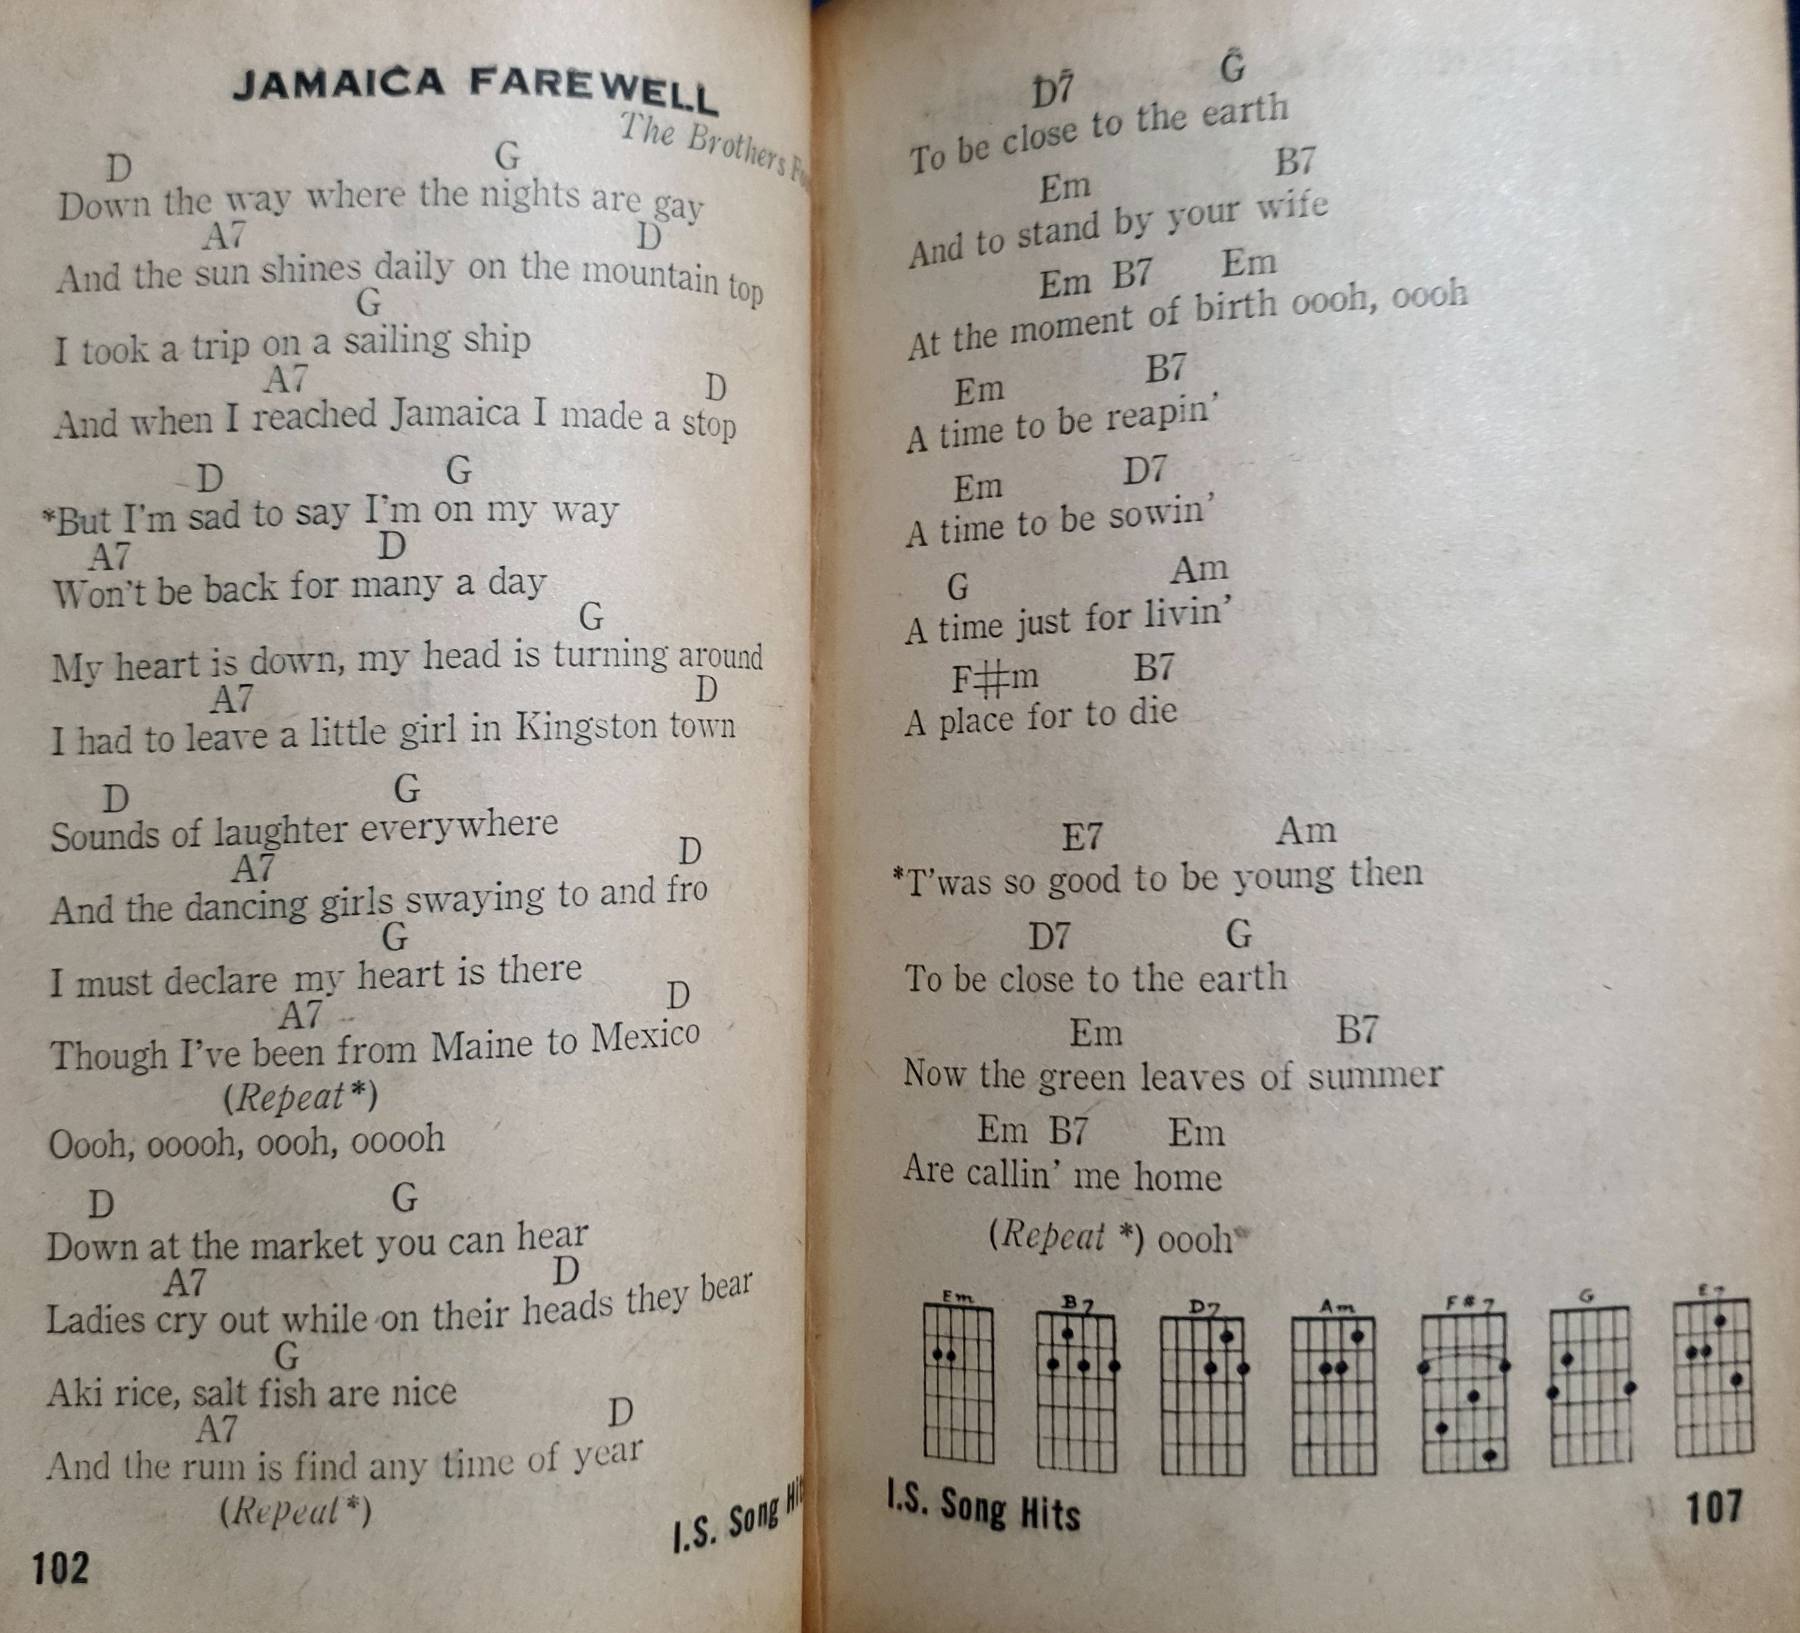 JAMAICA FAREWELL
The Brothers
D G
Down the way where the nights are gay
A7 D
And the sun shines daily on the mountain top
G
I took a trip on a sailing ship
A7 D
And when I reached Jamaica I made a stop
D G
*But I'm sad to say I'm on my way
A7 D
Won't be back for many a day
G
My heart is down, my head is turning around
A7 D
I had to leave a little girl in Kingston town
D G
Sounds of laughter everywhere
A7 D
And the dancing girls swaying to and fro
G
I must declare my heart is there
A7 D
Though I've been from Maine to Mexico
(Repeat*)
Oooh, ooooh, oooh, ooooh
D G
Down at the market you can hear
A7 D
Ladies cry out while on their heads they bear
G
Aki rice, salt fish are nice
A7 D
And the rum is find any time of year
(Repeat*)
I.S. Song
102
D7 G
To be close to the earth
Em B7
And to stand by your wife
Em B7 Em
At the moment of birth oooh, oooh
Em B7
A time to be reapin'
Em D7
A time to be sowin'
G Am
A time just for livin'
F#m B7
A place for to die
E7 Am
*T'was so good to be young then
D7 G
To be close to the earth
Em B7
Now the green leaves of summer
Em B7 Em
Are callin' me home
(Repeat *) oooh
Em B7 D7 Am F#7 G E7
I.S. Song Hits
107